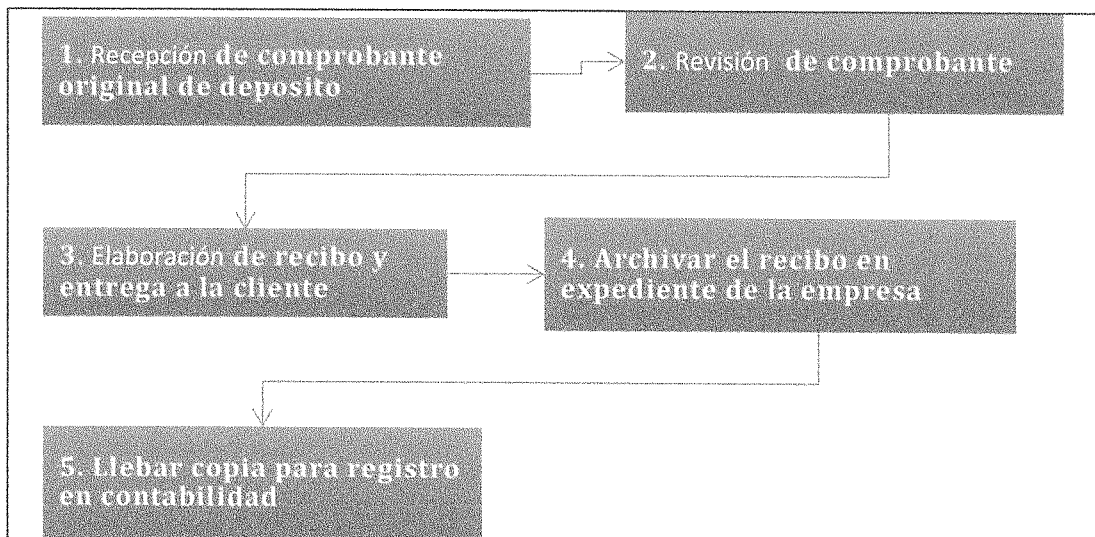 1. Recepción de comprobante
original de deposito
2. Revisión de comprobante
3. Elaboración de recibo y
entrega a la cliente
4. Archivar el recibo en
expediente de la empresa
5. Llebar copia para registro
en contabilidad